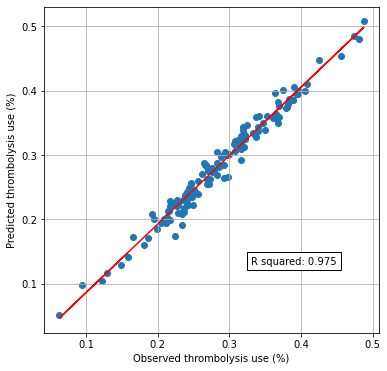 0.5
0.4
0.3
0.2
0.1
Predicted thrombolysis use (%)
R squared: 0.975
0.1 0.2 0.3 0.4 0.5
Observed thrombolysis use (%)